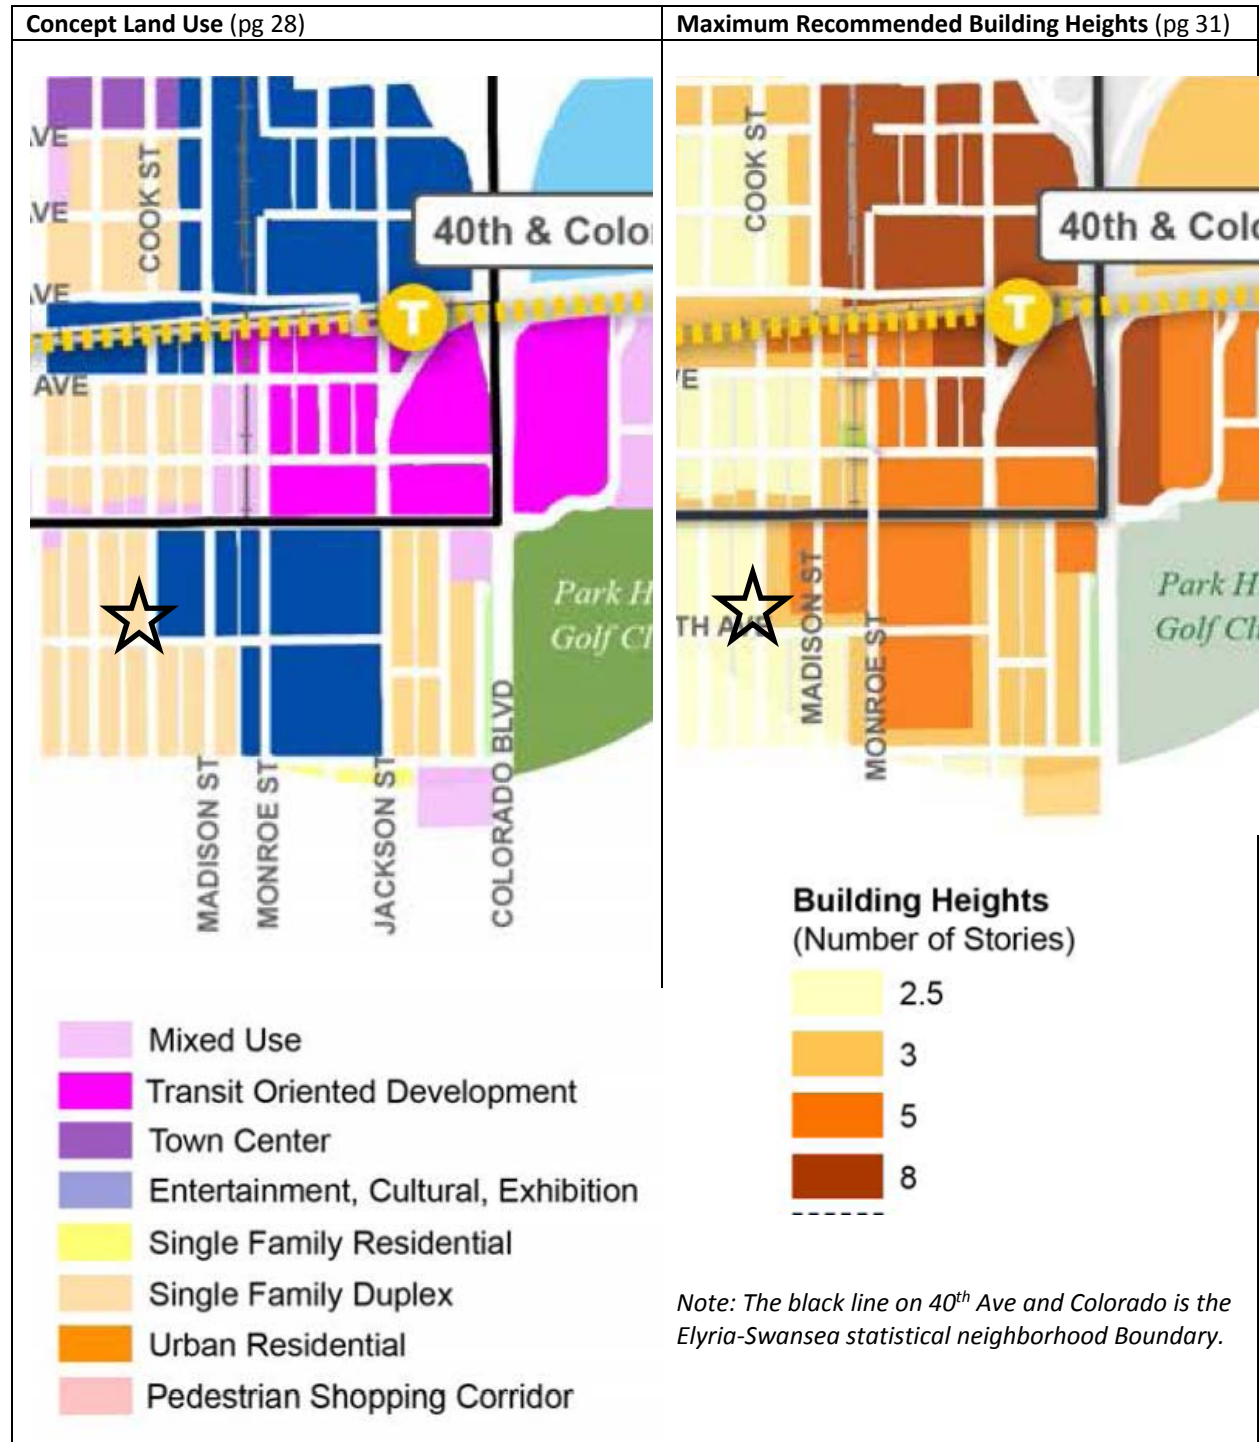 Concept Land Use (pg 28)
Maximum Recommended Building Heights (pg 31)
AVE
COOK ST
AVE
40th & Colo
AVE
T
AVE
Park H
Golf Cl
MADISON ST
MONROE ST
JACKSON ST
COLORADO BLVD
COOK ST
40th & Colo
T
E
Park H
Golf Cl
TH AVE
MADISON ST
MONROE ST
Building Heights
(Number of Stories)
2.5
3
5
8
Mixed Use
Transit Oriented Development
Town Center
Entertainment, Cultural, Exhibition
Single Family Residential
Single Family Duplex
Urban Residential
Pedestrian Shopping Corridor
Note: The black line on 40th Ave and Colorado is the
Elyria-Swansea statistical neighborhood Boundary.